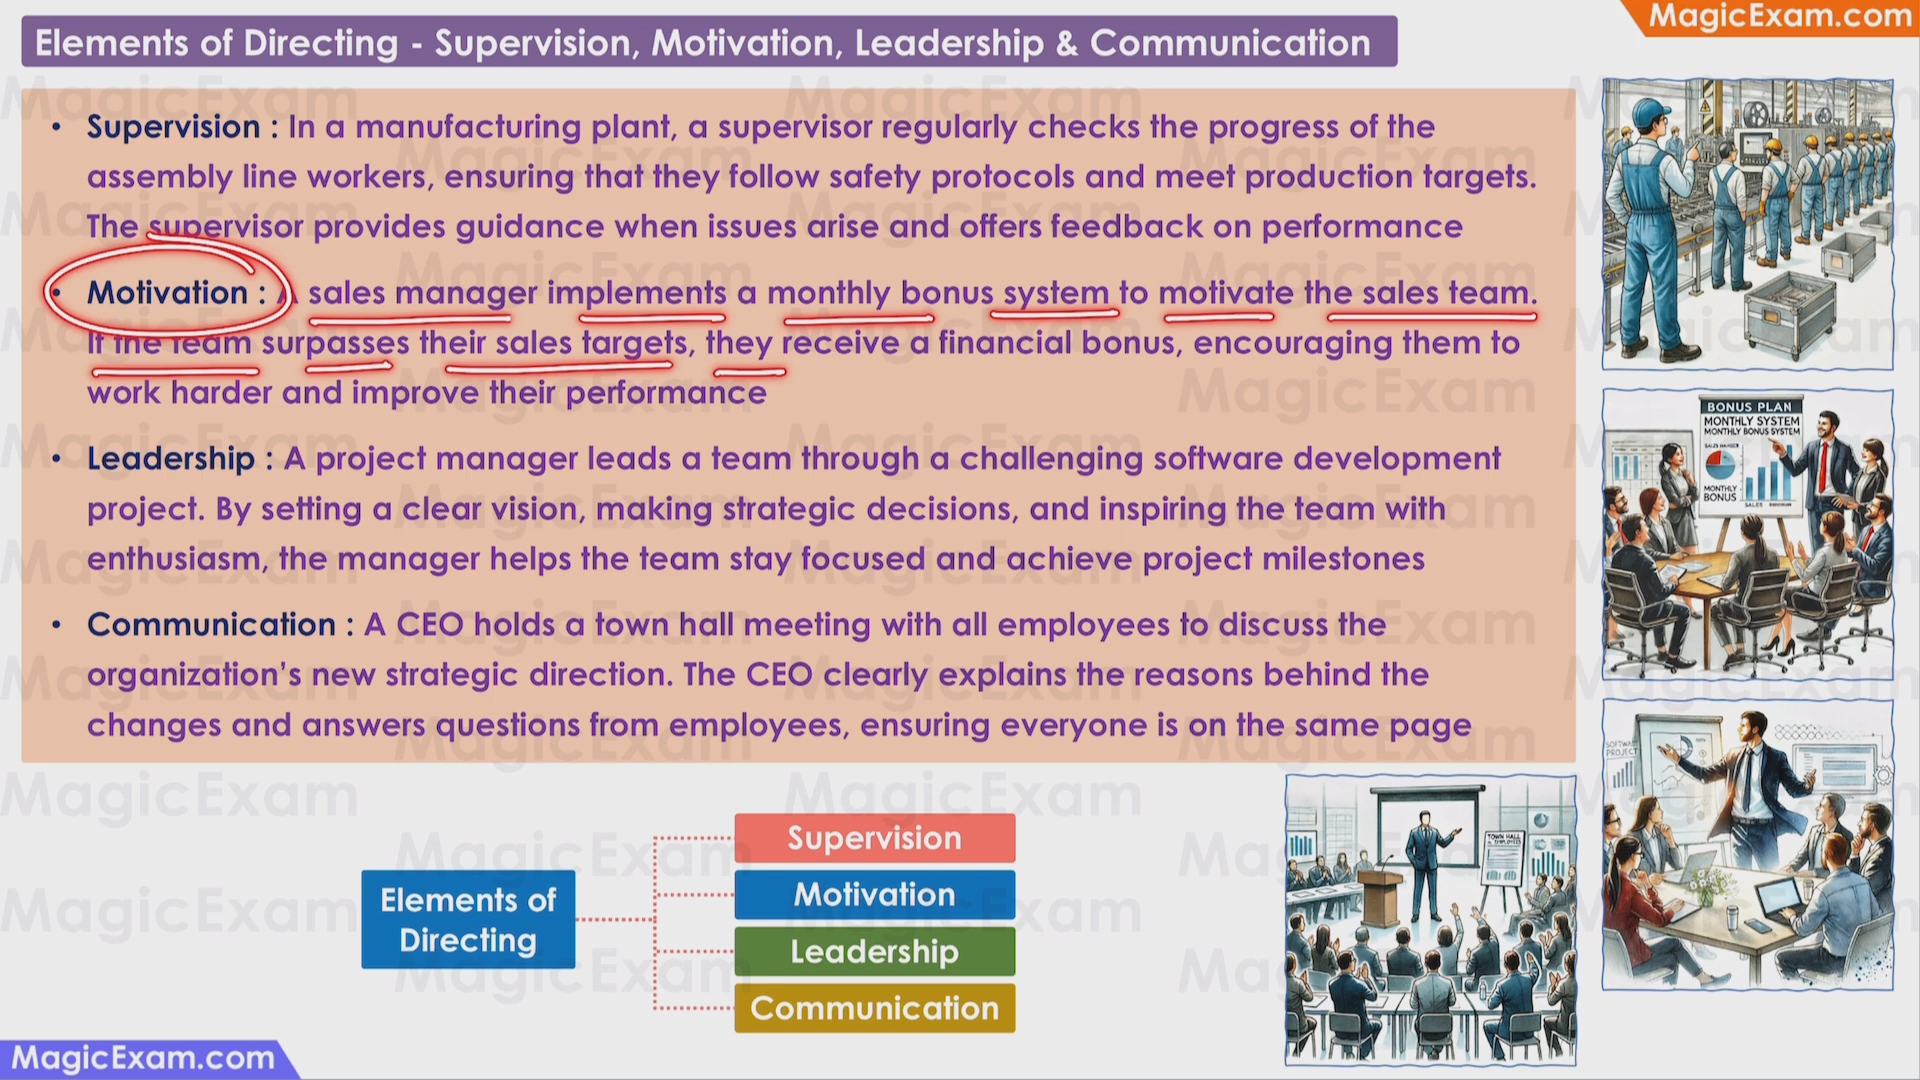 Elements of Directing - Supervision, Motivation, Leadership & Communication
MagicExam.com
• Supervision : In a manufacturing plant, a supervisor regularly checks the progress of the
assembly line workers, ensuring that they follow safety protocols and meet production targets.
The supervisor provides guidance when issues arise and offers feedback on performance
• Motivation : A sales manager implements a monthly bonus system to motivate the sales team.
If the team surpasses their sales targets, they receive a financial bonus, encouraging them to
work harder and improve their performance
• Leadership : A project manager leads a team through a challenging software development
project. By setting a clear vision, making strategic decisions, and inspiring the team with
enthusiasm, the manager helps the team stay focused and achieve project milestones
• Communication : A CEO holds a town hall meeting with all employees to discuss the
organization's new strategic direction. The CEO clearly explains the reasons behind the
changes and answers questions from employees, ensuring everyone is on the same page
BONUS PLAN
MONTHLY SYSTEM
MONTHLY BONUS SYSTEM
MONTHLY
BONUS
SALES
SOFTWA
PROJECT
TOWN HALL
Elements of
Directing
Supervision
Motivation
Leadership
Communication
MagicExam.com